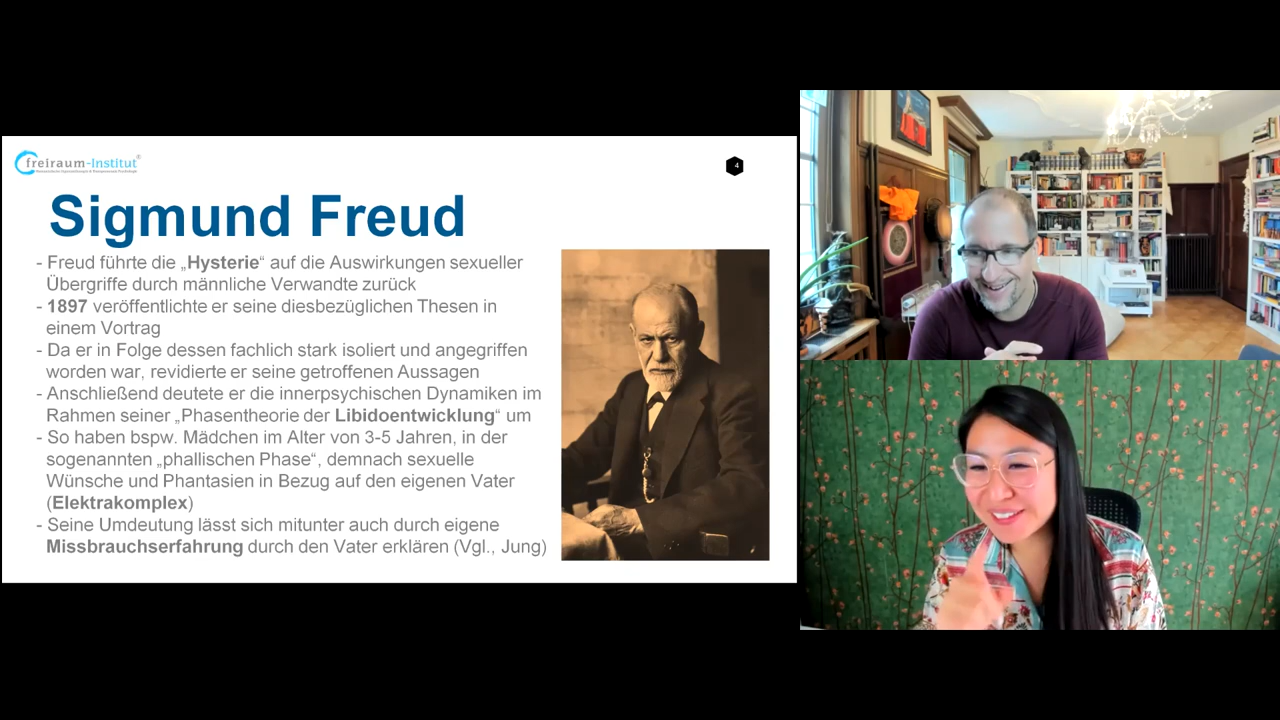 freiraum-Institut®
4
Sigmund Freud
- Freud führte die „Hysterie“ auf die Auswirkungen sexueller
Übergriffe durch männliche Verwandte zurück
- 1897 veröffentlichte er seine diesbezüglichen Thesen in
einem Vortrag
- Da er in Folge dessen fachlich stark isoliert und angegriffen
worden war, revidierte er seine getroffenen Aussagen
- Anschließend deutete er die innerpsychischen Dynamiken im
Rahmen seiner „Phasentheorie der Libidoentwicklung“ um
- So haben bspw. Mädchen im Alter von 3-5 Jahren, in der
sogenannten „phallischen Phase“, demnach sexuelle
Wünsche und Phantasien in Bezug auf den eigenen Vater
(Elektrakomplex)
- Seine Umdeutung lässt sich mitunter auch durch eigene
Missbrauchserfahrung durch den Vater erklären (Vgl., Jung)